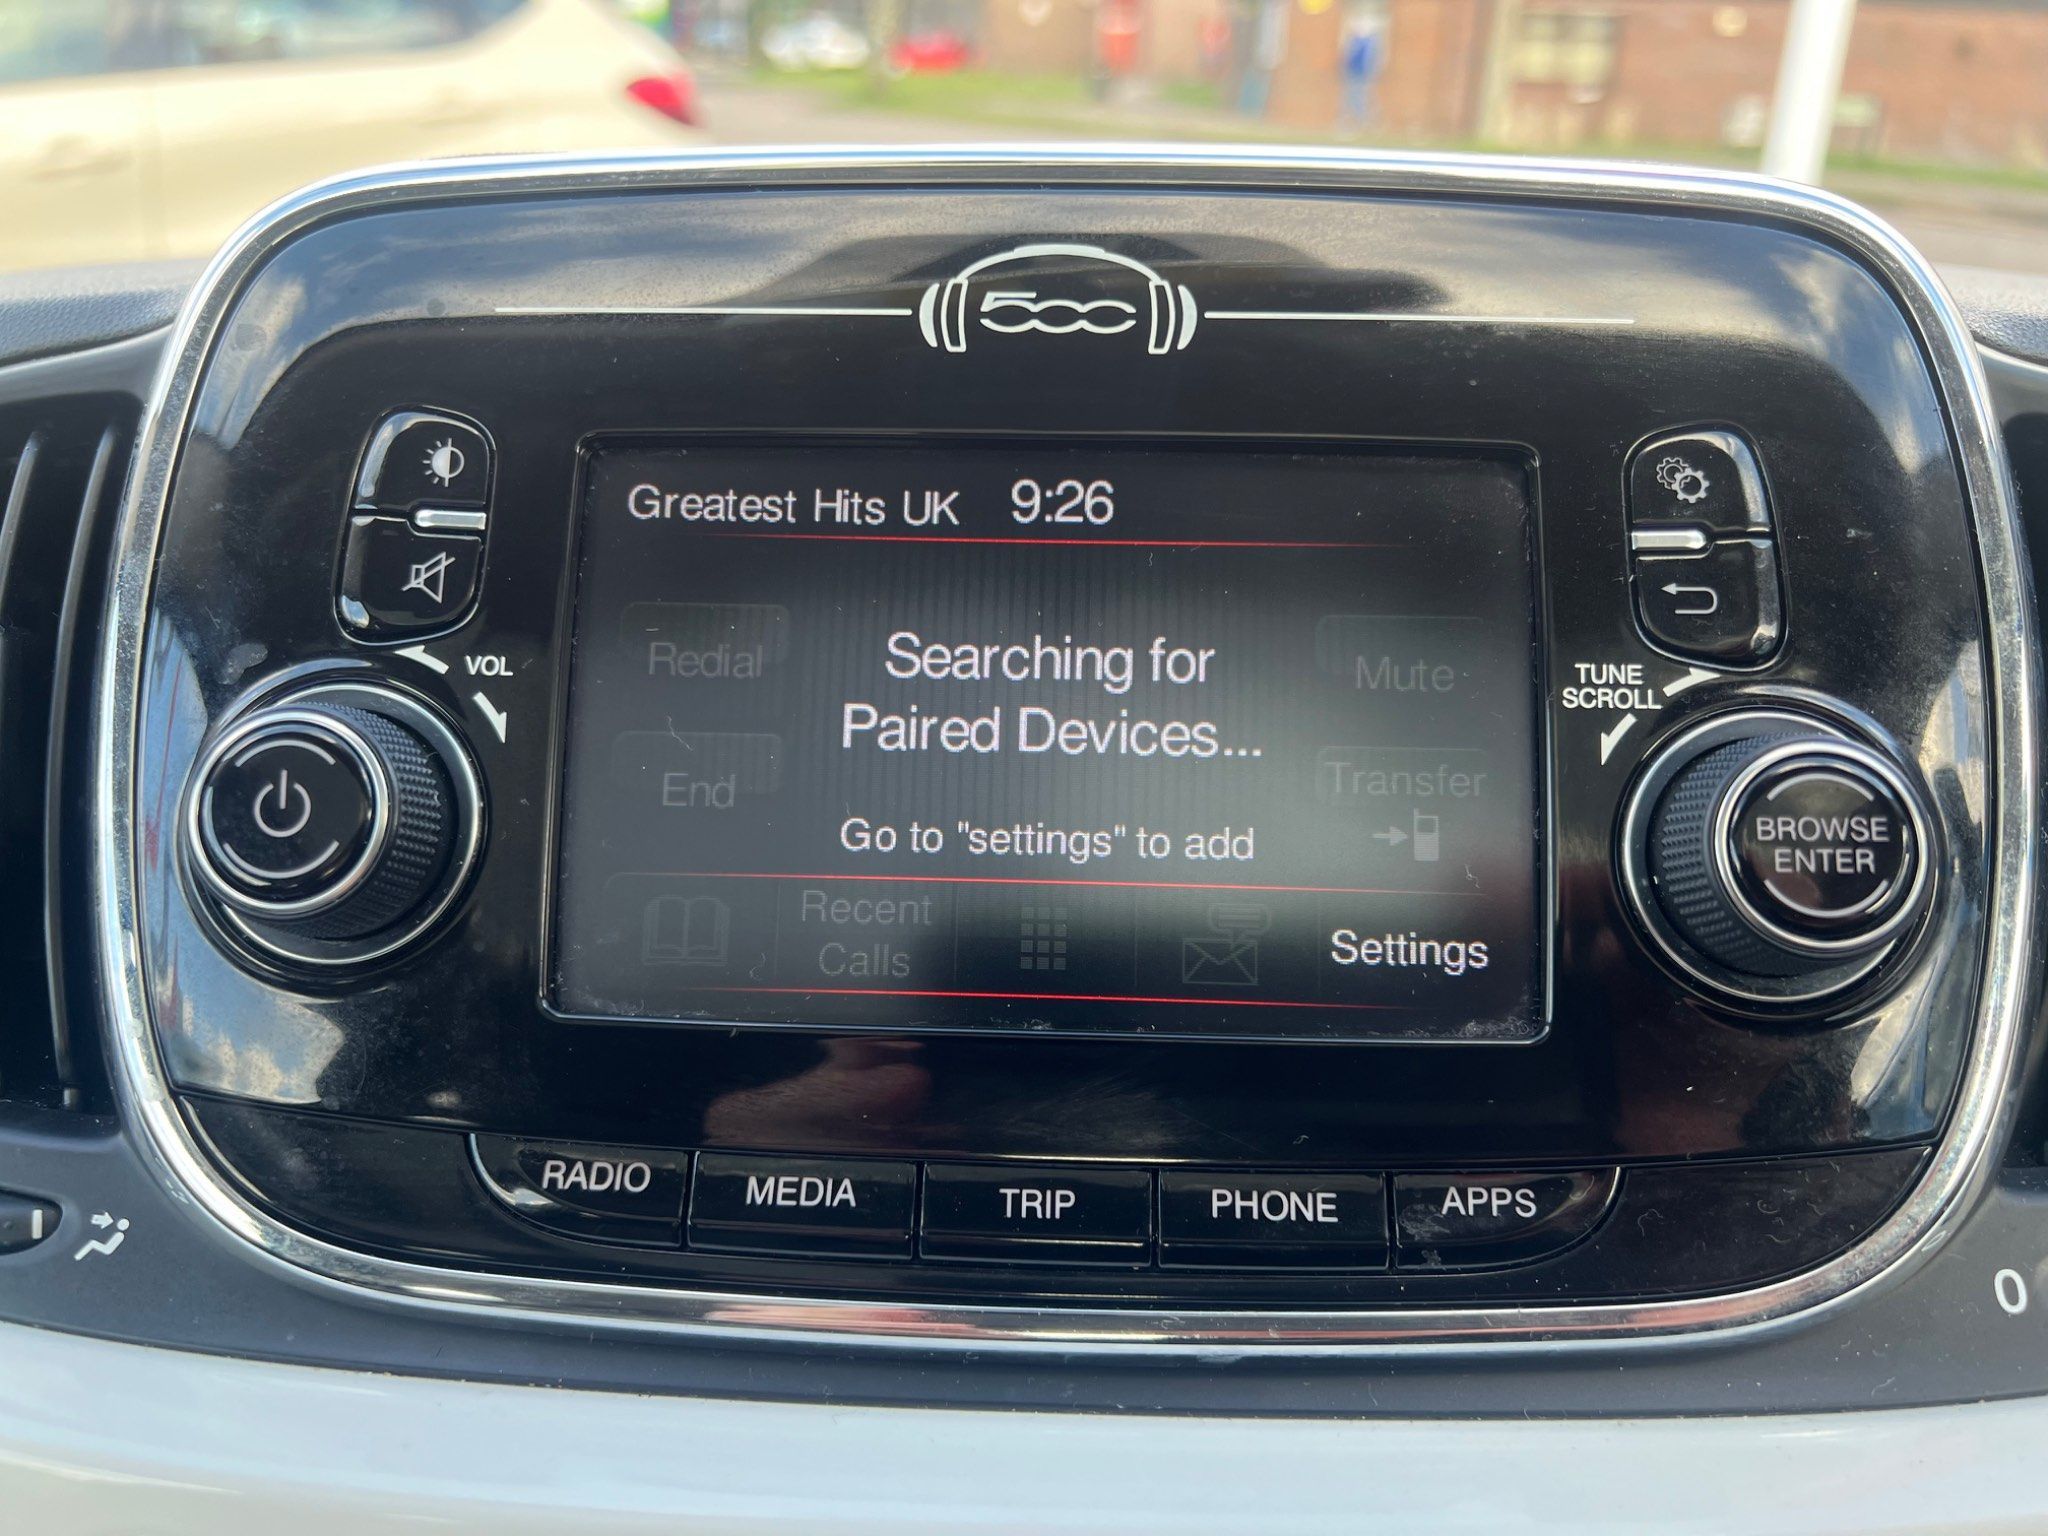 500
Greatest Hits UK 9:26
VOL
Redial
Searching for
Paired Devices...
Mute
TUNE
SCROLL
End
Transfer
Go to "settings" to add
BROWSE
ENTER
Recent
Calls
Settings
RADIO
MEDIA
TRIP
PHONE
APPS
0